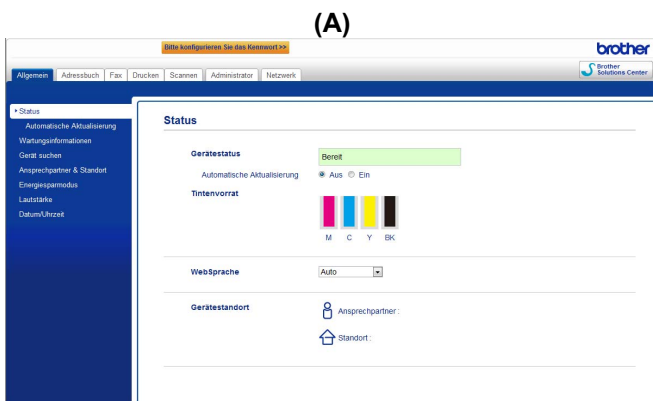 (A)
Bitte konfigurieren Sie das Kennwort >>
brother
Allgemein Adressbuch Fax Drucken Scannen Administrator Netzwerk
Brother
Solutions Center
Status
Automatische Aktualisierung
Wartungsinformationen
Gerät suchen
Ansprechpartner & Standort
Energiesparmodus
Lautstärke
Datum/Uhrzeit
Status
Gerätestatus Bereit
Automatische Aktualisierung Aus Ein
Tintenvorrat
M C Y BK
WebSprache Auto
Gerätestandort Ansprechpartner :
Standort :